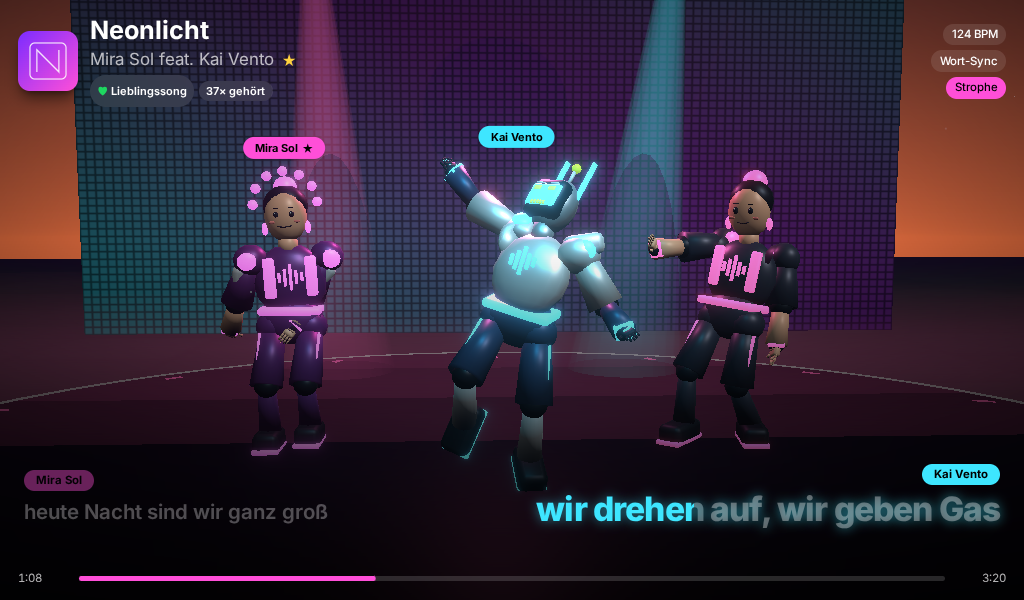 N
Neonlicht
Mira Sol feat. Kai Vento ★
Lieblingssong
37× gehört
124 BPM
Wort-Sync
Strophe
Mira Sol ★
Kai Vento
Mira Sol
heute Nacht sind wir ganz groß
Kai Vento
wir drehen auf, wir geben Gas
1:08
3:20